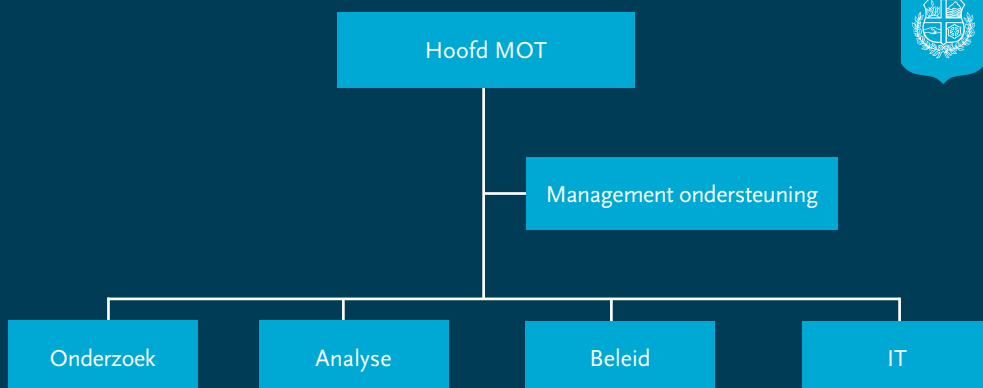 Hoofd MOT
Management ondersteuning
Onderzoek
Analyse
Beleid
IT